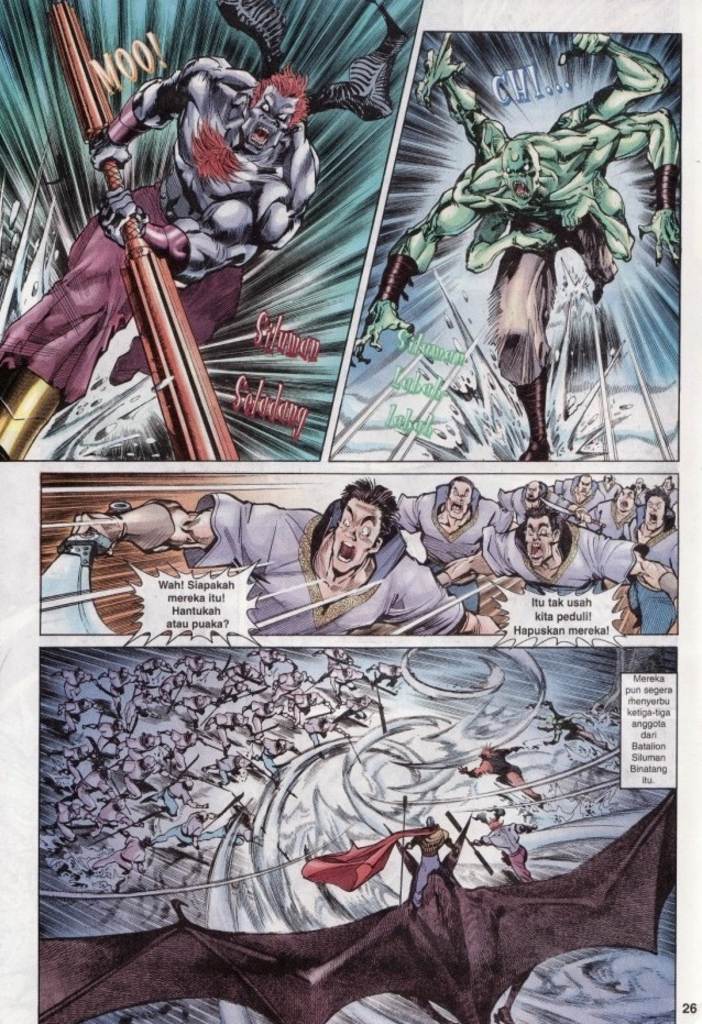 MOO!
Siluman
Seladang
CHI...
Siluman
Labah
labah
Wah! Siapakah
mereka itu!
Hantukah
atau puaka?
Itu tak usah
kita peduli!
Hapuskan mereka!
Mereka
pun segera
menyerbu
ketiga-tiga
anggota
dari
Batalion
Siluman
Binatang
itu.
26